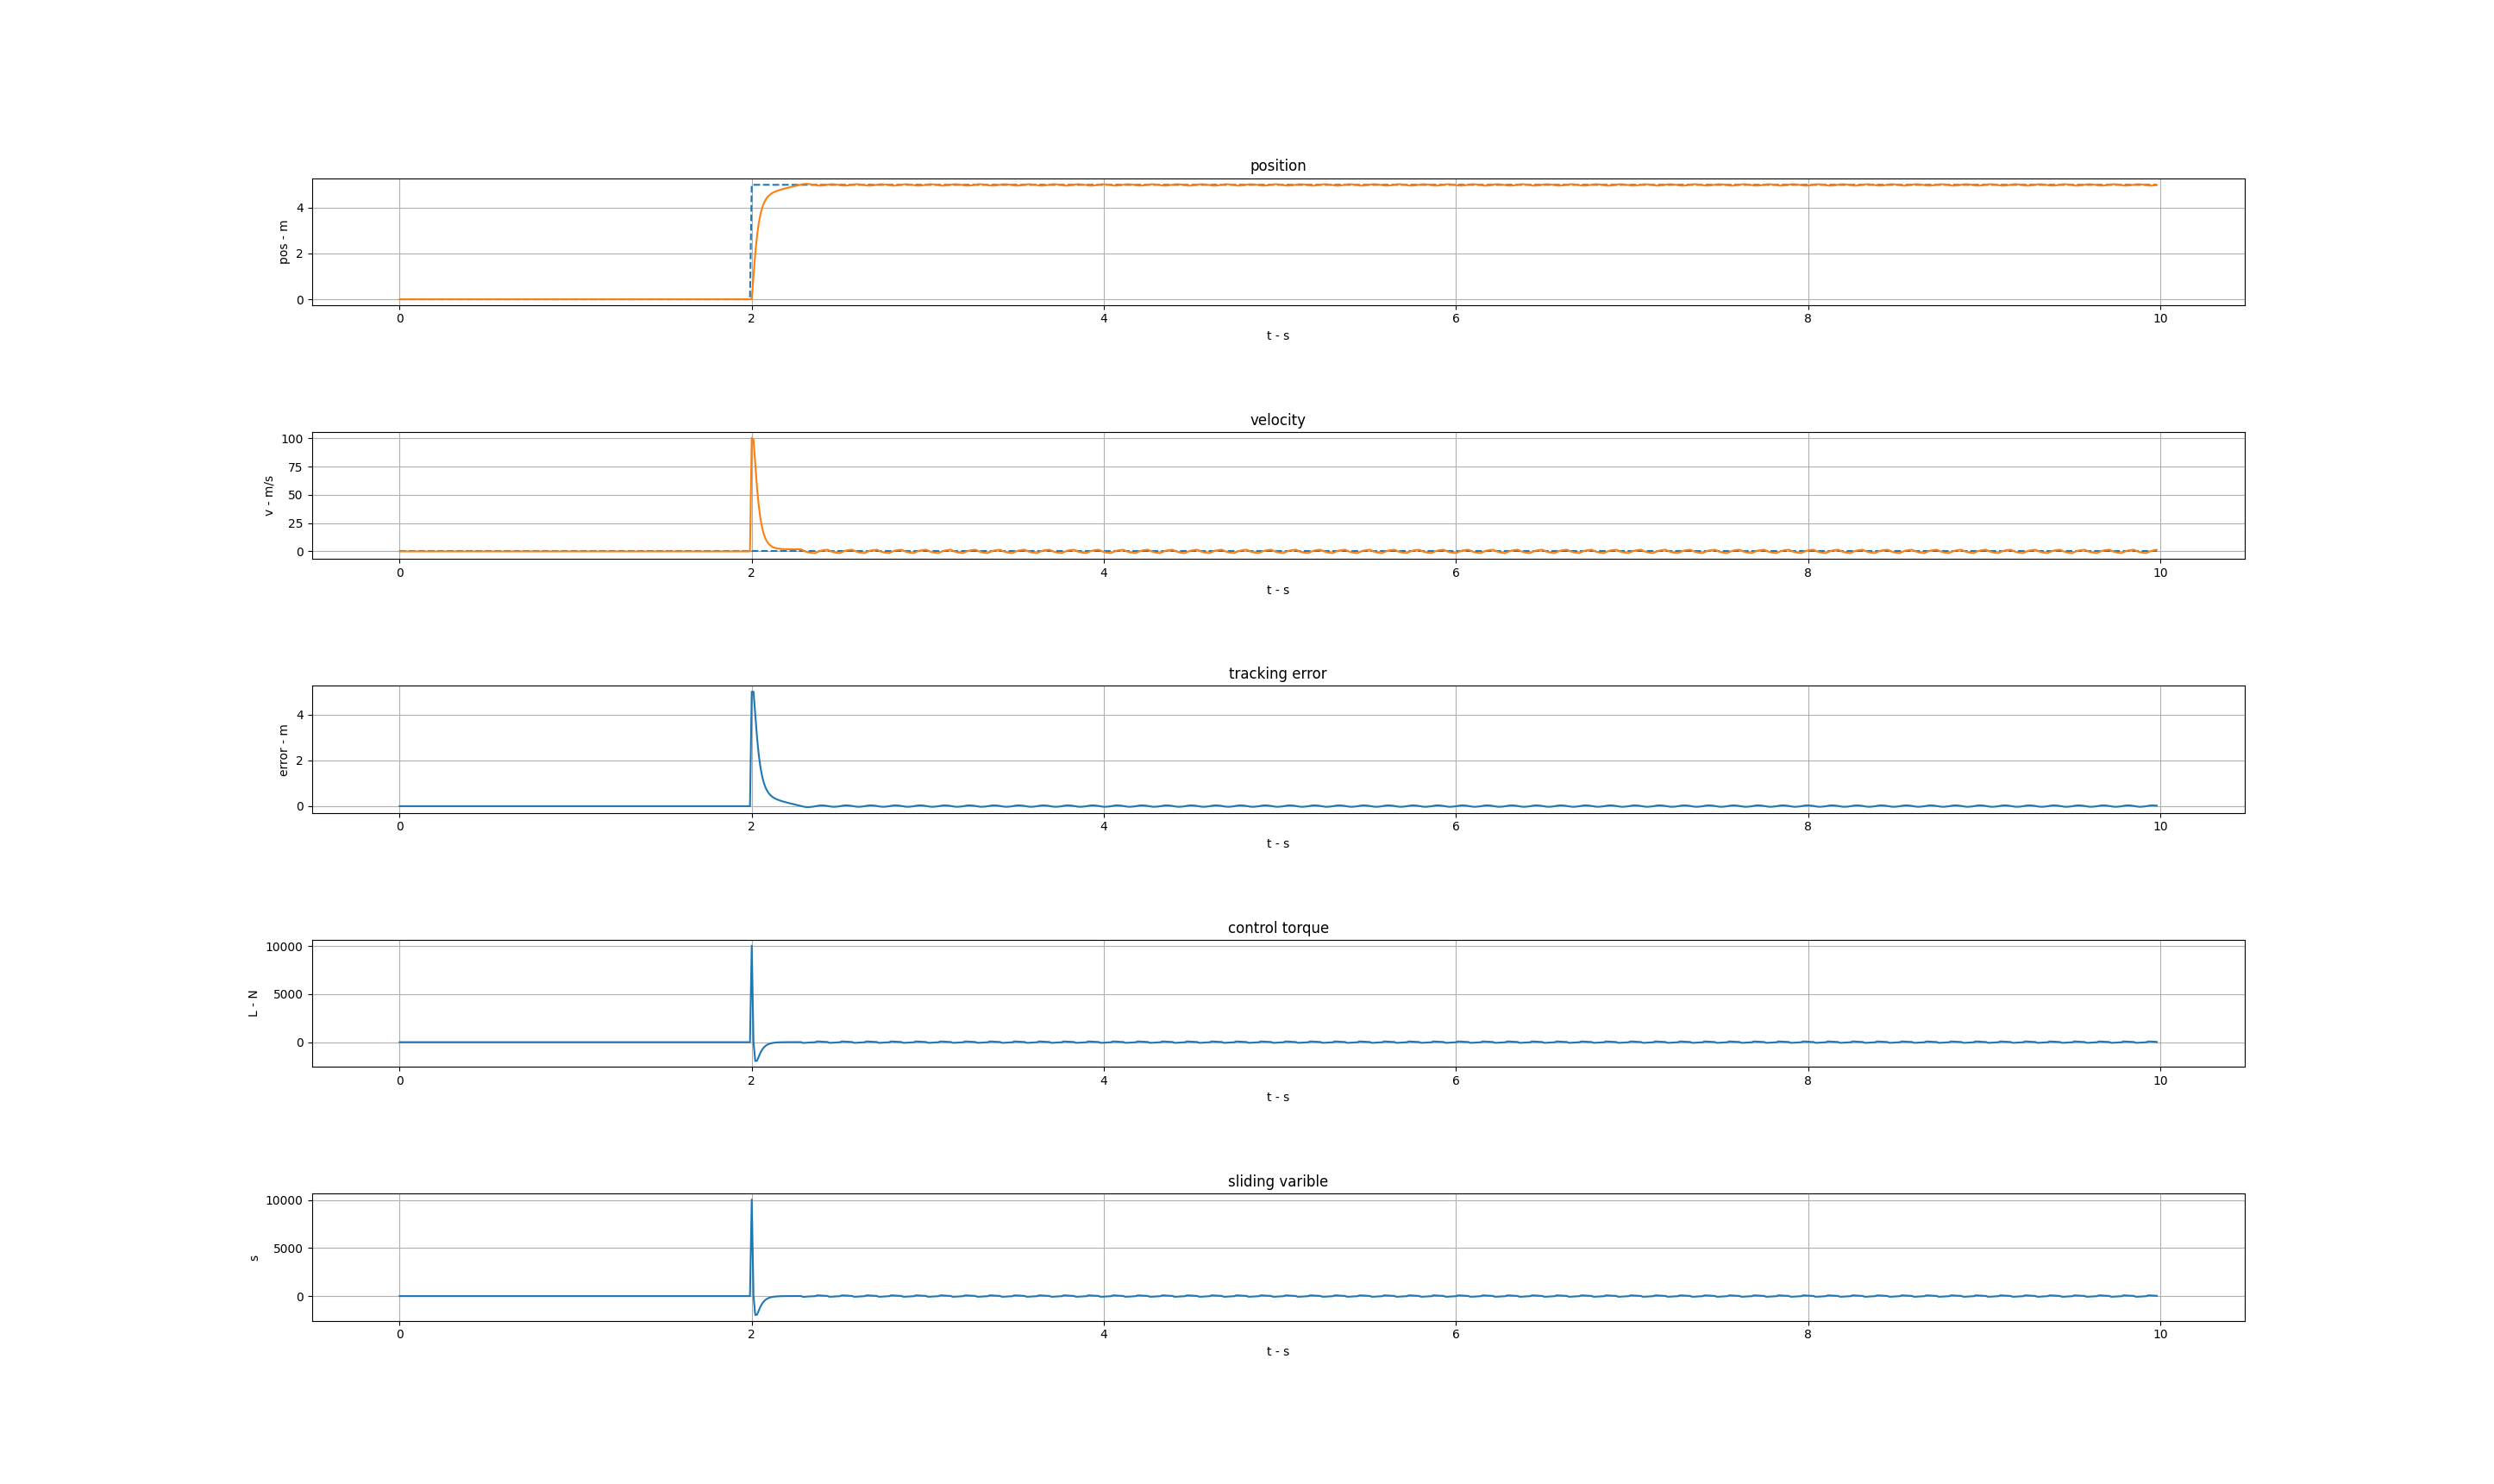 position
pos - m
4
2
0
0 2 4 6 8 10
t - s
velocity
v - m/s
100
75
50
25
0
0 2 4 6 8 10
t - s
tracking error
error - m
4
2
0
0 2 4 6 8 10
t - s
control torque
L - N
10000
5000
0
0 2 4 6 8 10
t - s
sliding varible
s
10000
5000
0
0 2 4 6 8 10
t - s